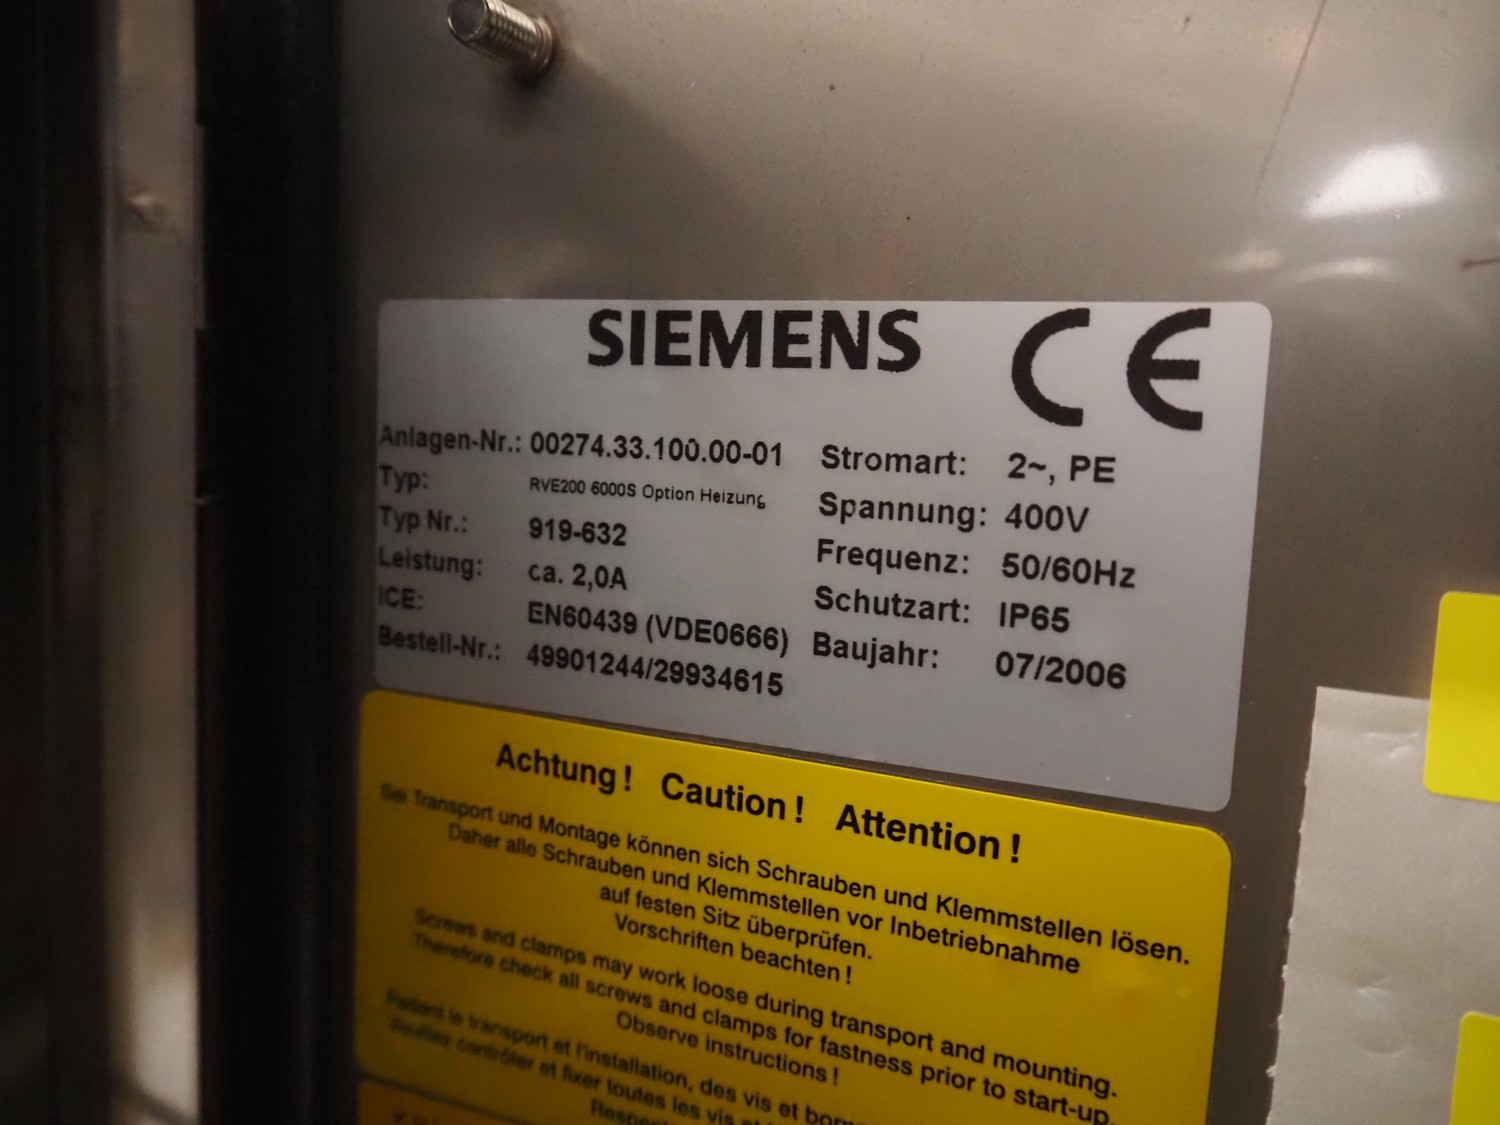 SIEMENS CE
Anlagen-Nr.: 00274.33.100.00-01 Stromart: 2~, PE
Typ: RVE200 6000S Option Heizung Spannung: 400V
Typ Nr.: 919-632 Frequenz: 50/60Hz
Leistung: ca. 2,0A Schutzart: IP65
ICE: EN60439 (VDE0666) Baujahr: 07/2006
Bestell-Nr.: 49901244/29934615
Achtung! Caution! Attention!
Bei Transport und Montage können sich Schrauben und Klemmstellen lösen.
Daher alle Schrauben und Klemmstellen vor Inbetriebnahme
auf festen Sitz überprüfen.
Vorschriften beachten!
Screws and clamps may work loose during transport and mounting.
Therefore check all screws and clamps for fastness prior to start-up.
Observe instructions!
le transport et l'installation, des vis et
Veuillez contrôler et fixer toutes les vis et